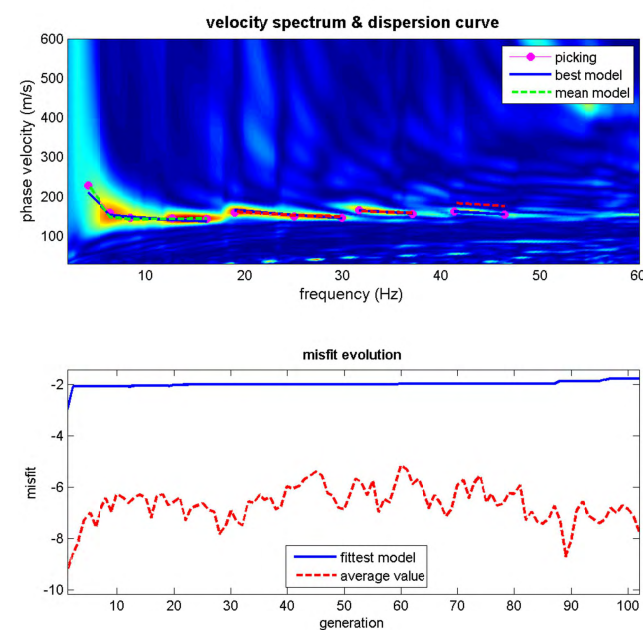 velocity spectrum & dispersion curve
600
500
400
300
200
100
phase velocity (m/s)
picking
best model
mean model
10 20 30 40 50 60
frequency (Hz)
misfit evolution
-2
-4
-6
-8
-10
misfit
fittest model
average value
10 20 30 40 50 60 70 80 90 100
generation